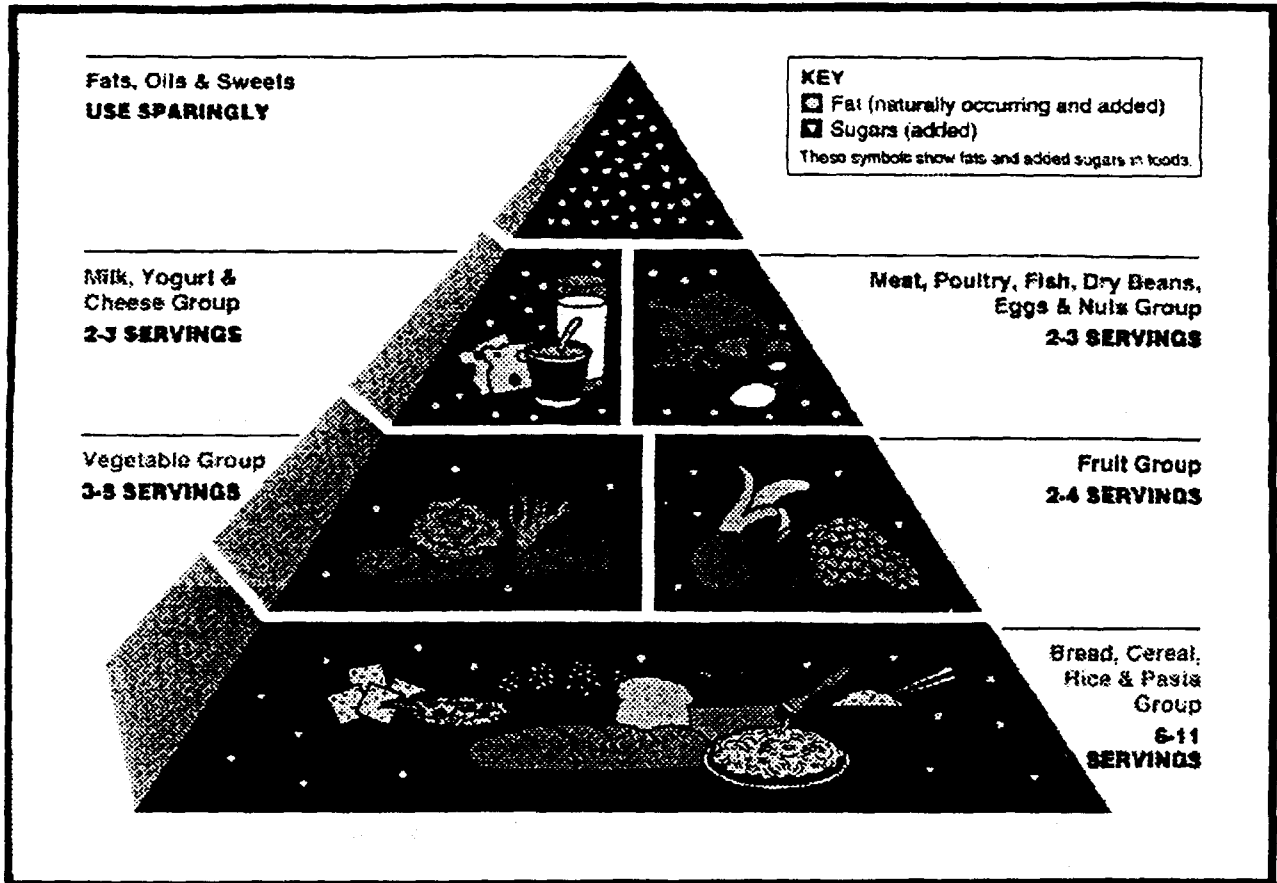 Fats, Oils & Sweets
USE SPARINGLY
KEY
Fat (naturally occurring and added)
Sugars (added)
These symbols show fats and added sugars in foods.
Milk, Yogurt &
Cheese Group
2-3 SERVINGS
Meat, Poultry, Fish, Dry Beans,
Eggs & Nuts Group
2-3 SERVINGS
Vegetable Group
3-5 SERVINGS
Fruit Group
2-4 SERVINGS
Bread, Cereal,
Rice & Pasta
Group
6-11
SERVINGS